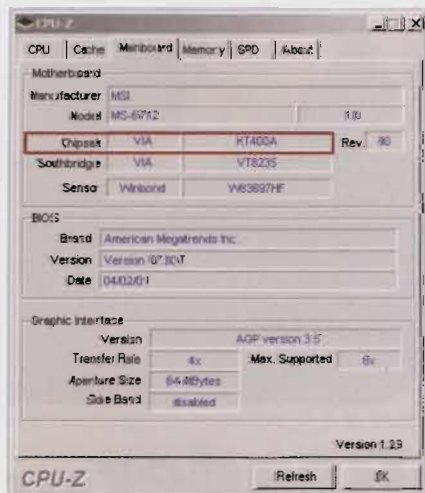 CPU-Z
CPU Cache Mainboard Memory SPD About
Motherboard
Manufacturer MSI
Model MS-6712 1.0
Chipset VIA KT400A Rev. 80
Southbridge VIA VT8235
Sensor Winbond W83697HF
BIOS
Brand American Megatrends Inc.
Version Version
Date
Graphic Interface
Version AGP version 3.5
Transfer Rate 4x Max. Supported 8x
Aperture Size 64 MBytes
Side Band disabled
Version 1.23
CPU-Z Refresh OK